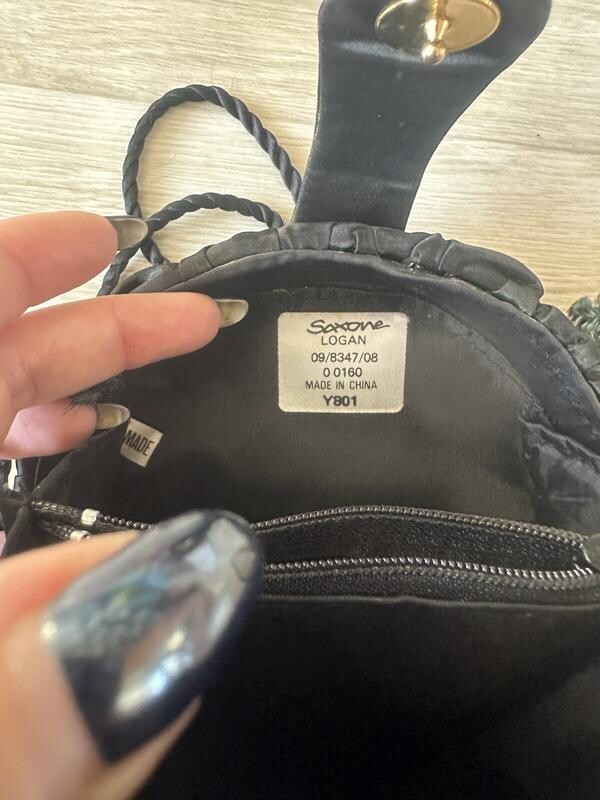 Saxone
LOGAN
09/8347/08
0 0160
MADE IN CHINA
Y801
MADE